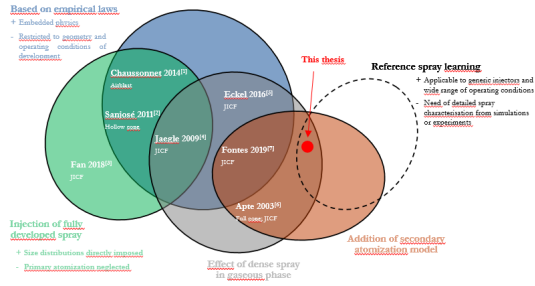 Based on empirical laws
+ Embedded physics
- Restricted to geometry and
operating conditions of
development
Chaussonnet 2014[1]
Airblast
Sanjosé 2011[2]
Hollow cone
Fan 2018[3]
JICF
Jaegle 2009[4]
JICF
Eckel 2016[5]
JICF
Fontes 2019[7]
JICF
Apte 2003[6]
Full cone; JICF
This thesis
Reference spray learning
+ Applicable to generic injectors and
wide range of operating conditions
- Need of detailed spray
characterisation from simulations
or experiments
Injection of fully
developed spray
+ Size distributions directly imposed
- Primary atomization neglected
Effect of dense spray
in gaseous phase
Addition of secondary
atomization model